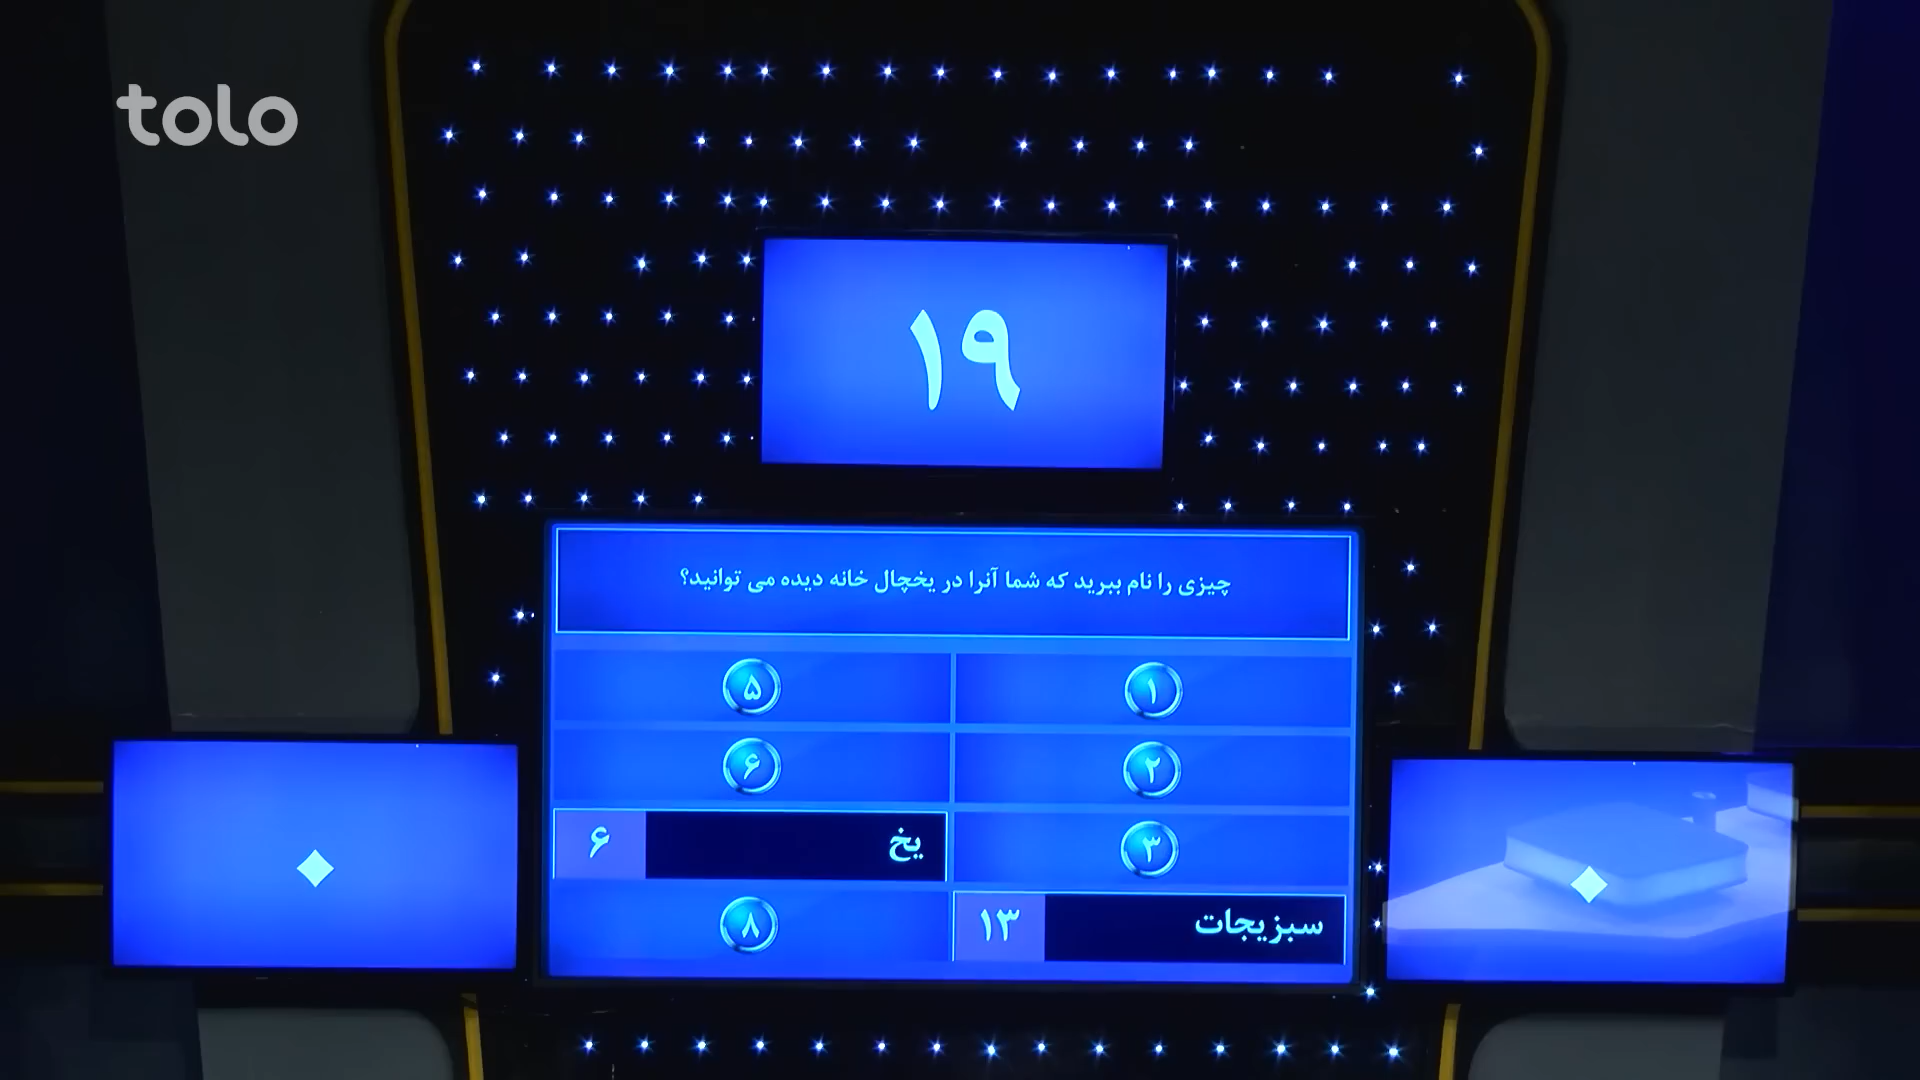 tolo
۱۹
چیزی را نام ببرید که شما آنرا در یخچال خانه دیده می توانید؟
۱
۵
۲
۶
۳
یخ ۶
سبزیجات ۱۳
۸